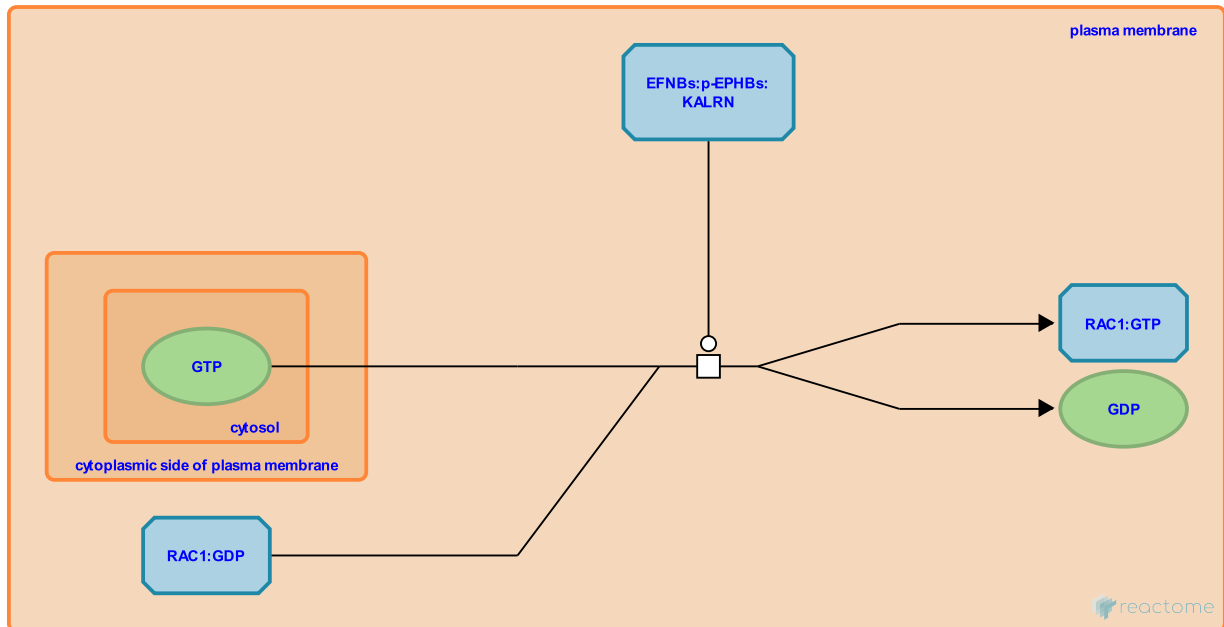 plasma membrane
EFNBs:p-EPHBs:
KALRN
RAC1:GTP
GTP
GDP
cytosol
cytoplasmic side of plasma membrane
RAC1:GDP
reactome